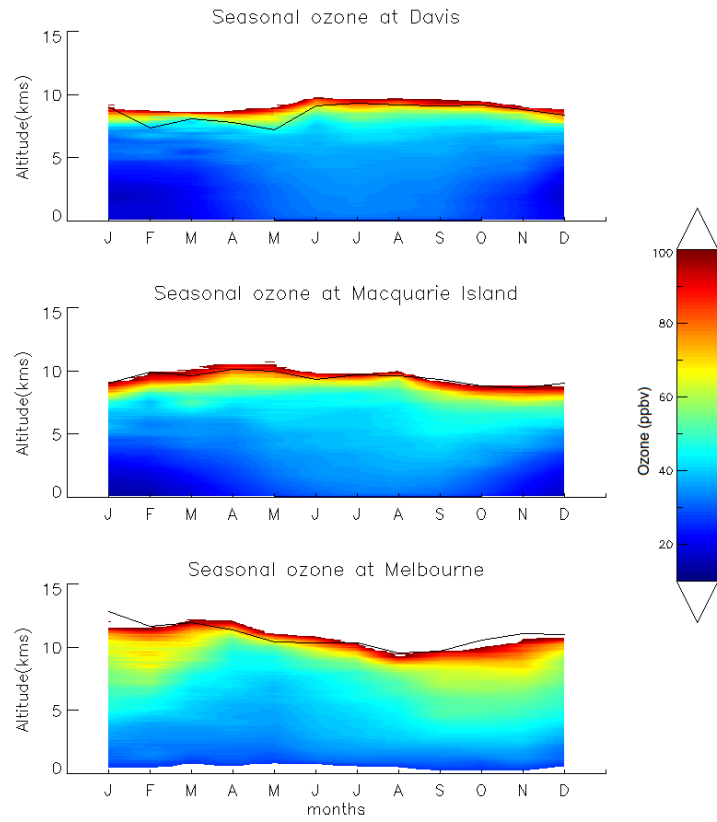 Seasonal ozone at Davis
15
10
5
0
Altitude(kms)
J F M A M J J A S O N D
Seasonal ozone at Macquarie Island
15
10
5
0
Altitude(kms)
J F M A M J J A S O N D
Seasonal ozone at Melbourne
15
10
5
0
Altitude(kms)
J F M A M J J A S O N D
months
100
80
60
40
20
Ozone (ppbv)